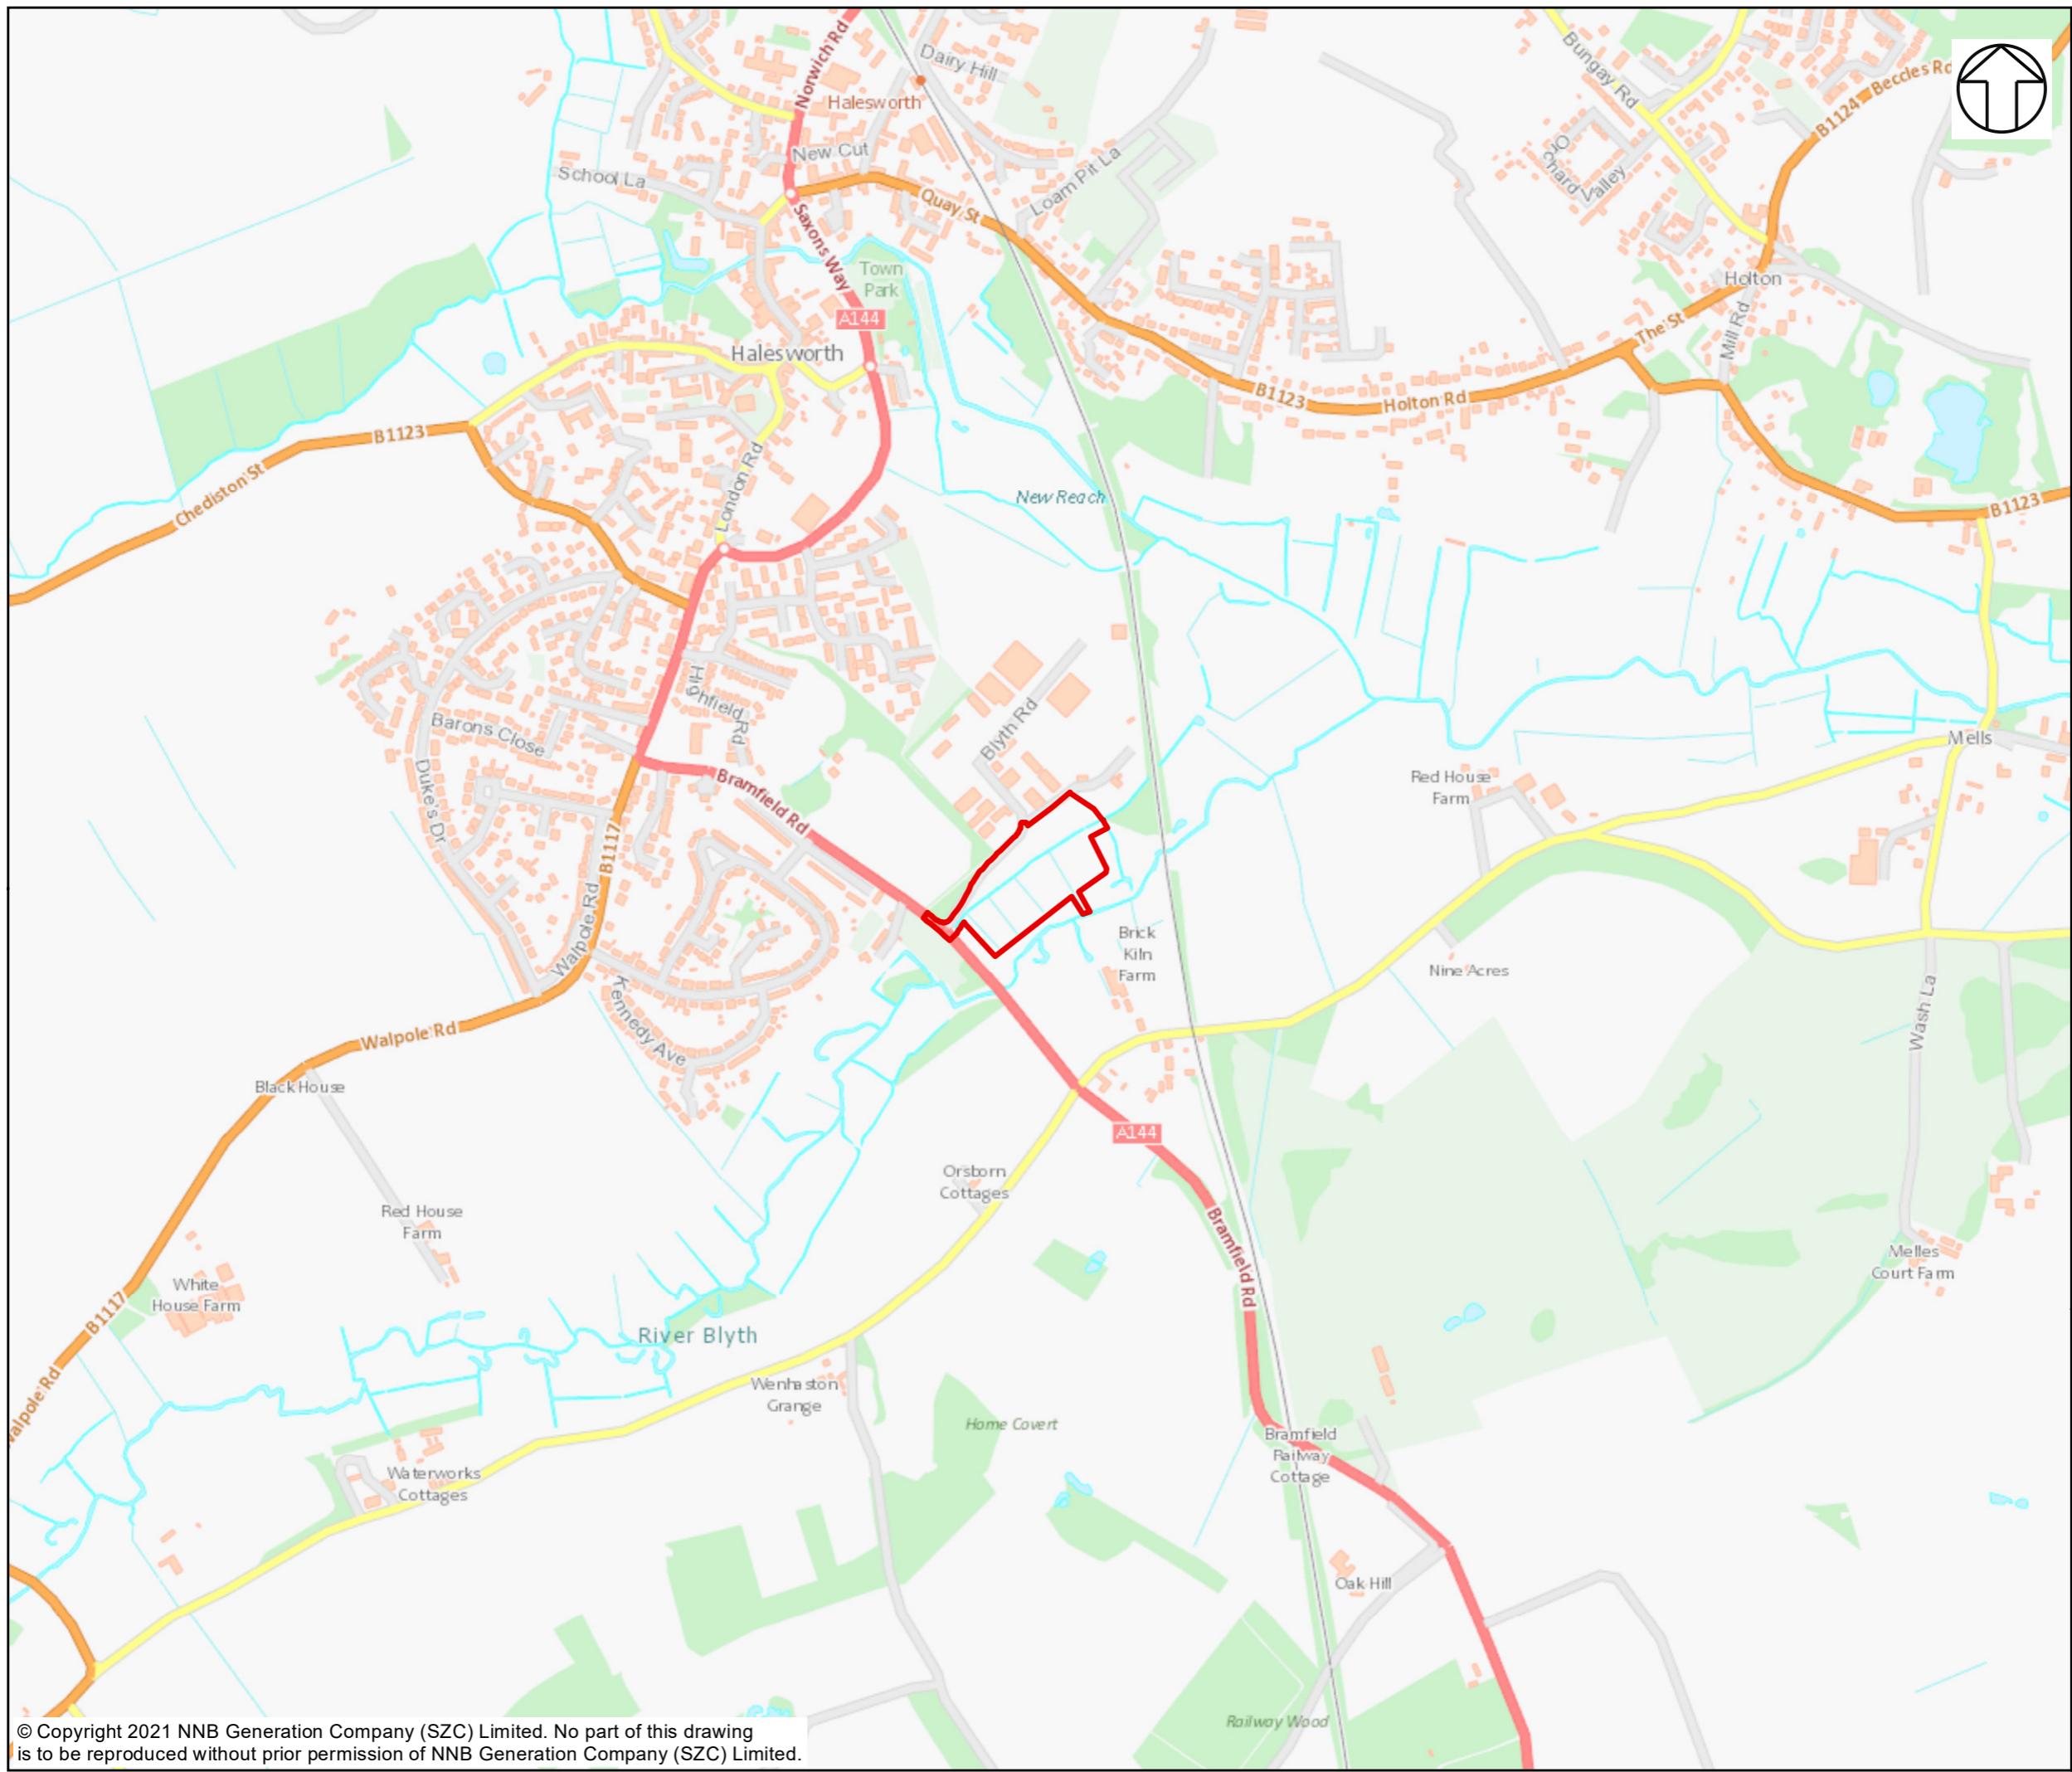 Norwich Rd
Dairy Hill
Bungay Rd
B1124
Beccles Rd
Halesworth
New Cut
School La
Loam Pit La
Orchard Valley
Quay St
Saxons Way
Town
Park
Holton
A144
The St
Mill Rd
Halesworth
B1123
Holton Rd
B1123
Chediston St
London Rd
New Reach
B1123
Highfield Rd
Barons Close
Blyth Rd
Mells
Duke's Dr
Bramfield Rd
Red House
Farm
B1117
Walpole Rd
Brick
Kiln
Farm
Nine Acres
Kennedy Ave
Wash La
Walpole Rd
Black House
A144
Orsborn
Cottages
Red House
Farm
Bramfield Rd
Melles
Court Farm
White
House Farm
B1117
River Blyth
Walpole Rd
Wenhaston
Grange
Home Covert
Bramfield
Railway
Cottage
Waterworks
Cottages
Oak Hill
Railway Wood
© Copyright 2021 NNB Generation Company (SZC) Limited. No part of this drawing
is to be reproduced without prior permission of NNB Generation Company (SZC) Limited.